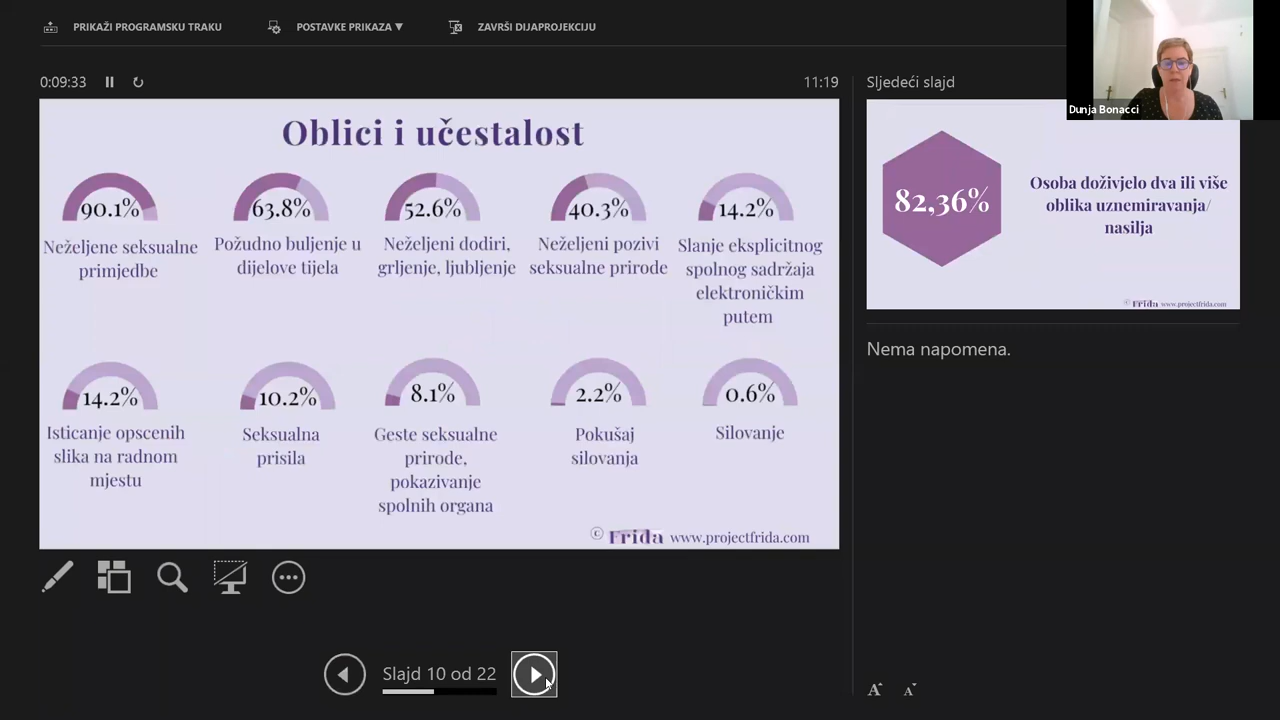 PRIKAŽI PROGRAMSKU TRAKU
POSTAVKE PRIKAZA ▼
ZAVRŠI DIJAPROJEKCIJU
0:09:33
11:19
Sljedeći slajd
Dunja Bonacci
Oblici i učestalost
90.1%
Neželjene seksualne
primjedbe
63.8%
Požudno buljenje u
dijelove tijela
52.6%
Neželjeni dodiri,
grljenje, ljubljenje
40.3%
Neželjeni pozivi
seksualne prirode
14.2%
Slanje eksplicitnog
spolnog sadržaja
elektroničkim
putem
14.2%
Isticanje opscenih
slika na radnom
mjestu
10.2%
Seksualna
prisila
8.1%
Geste seksualne
prirode,
pokazivanje
spolnih organa
2.2%
Pokušaj
silovanja
0.6%
Silovanje
© Frida www.projectfrida.com
82,36%
Osoba doživjelo dva ili više
oblika uznemiravanja/
nasilja
© Frida www.projectfrida.com
Nema napomena.
Slajd 10 od 22
A A